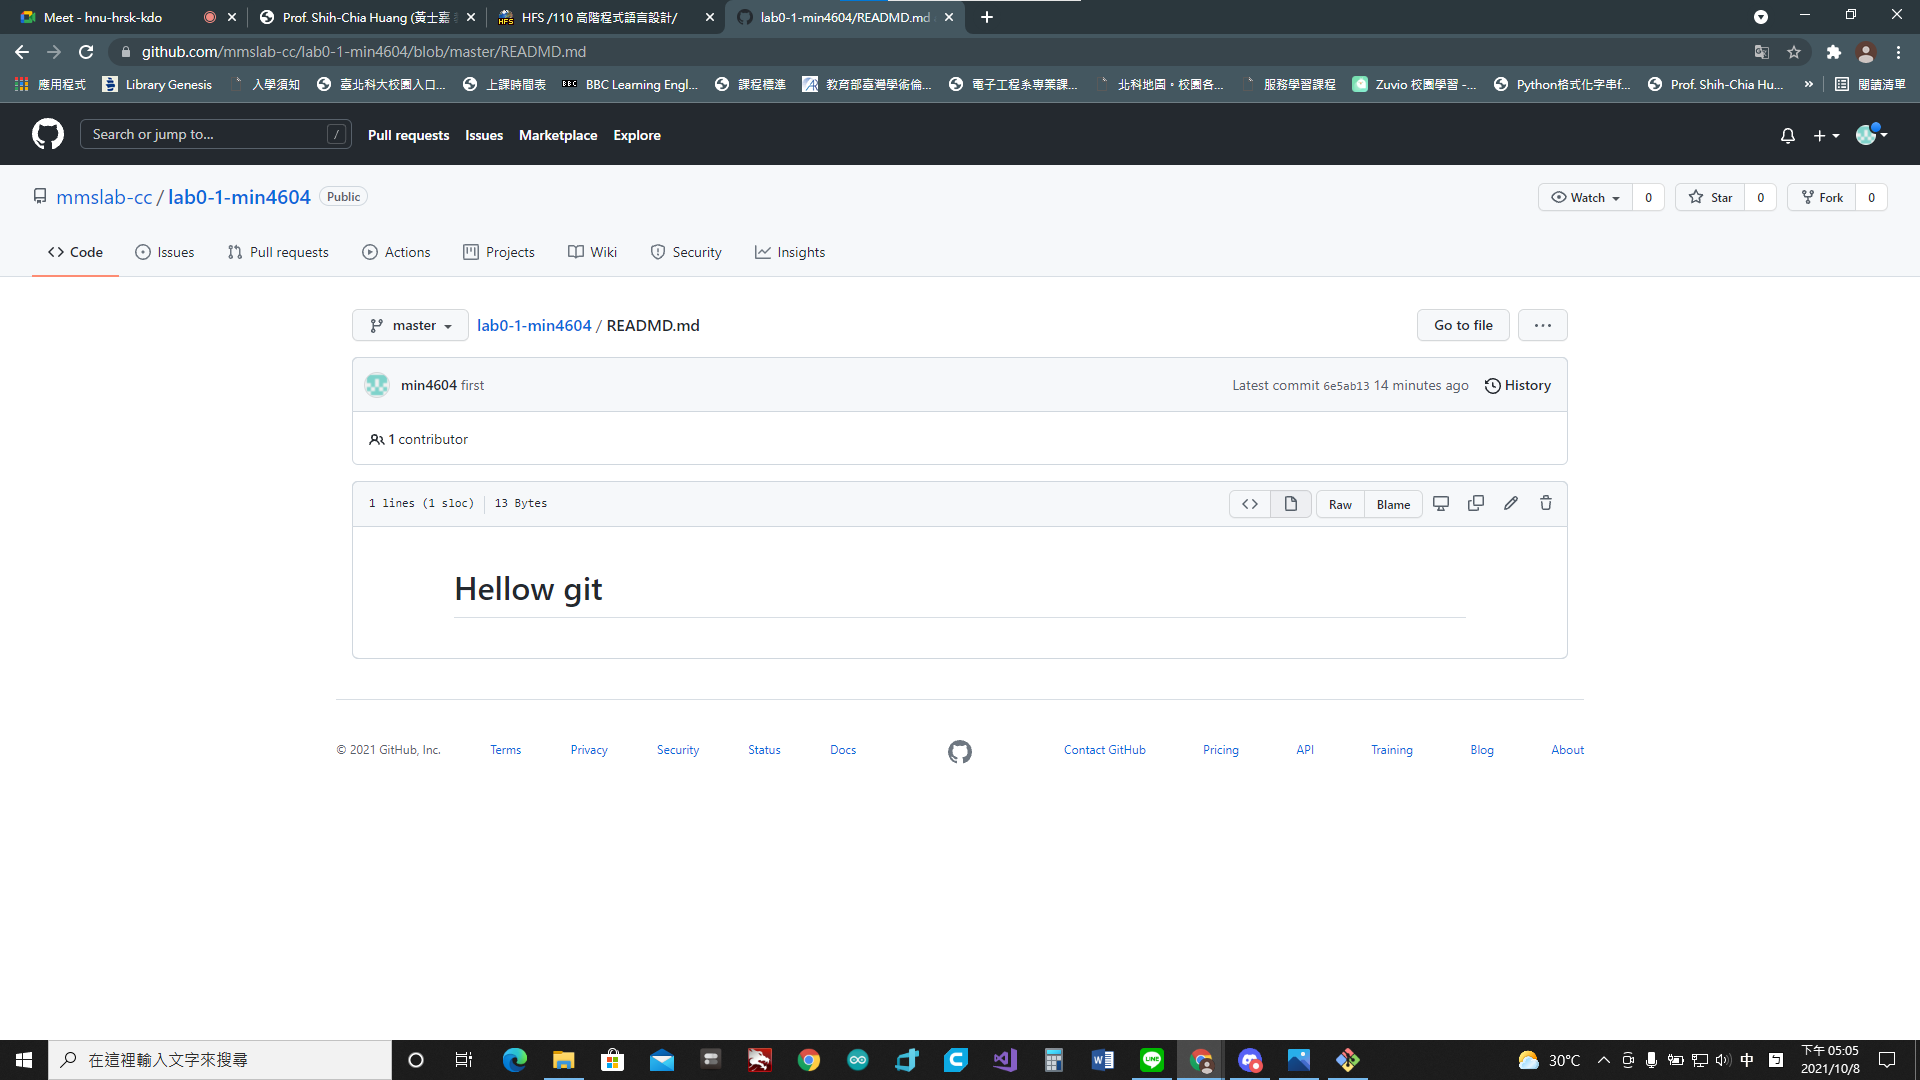 Meet - hnu-hrsk-kdo
Prof. Shih-Chia Huang (黃士嘉
HFS /110 高階程式語言設計/
lab0-1-min4604/READMD.md
github.com/mmslab-cc/lab0-1-min4604/blob/master/READMD.md
應用程式
Library Genesis
入學須知
臺北科大校園入口...
上課時間表
BBC Learning Engl...
課程標準
教育部臺灣學術倫...
電子工程系專業課...
北科地圖。校園各...
服務學習課程
Zuvio 校園學習 -...
Python格式化字串f...
Prof. Shih-Chia Hu...
»
閱讀清單
Search or jump to...
/
Pull requests
Issues
Marketplace
Explore
mmslab-cc / lab0-1-min4604
Public
Watch
0
Star
0
Fork
0
Code
Issues
Pull requests
Actions
Projects
Wiki
Security
Insights
master
lab0-1-min4604 / READMD.md
Go to file
min4604 first
Latest commit 6e5ab13 14 minutes ago
History
1 contributor
1 lines (1 sloc)
13 Bytes
Raw
Blame
Hellow git
© 2021 GitHub, Inc.
Terms
Privacy
Security
Status
Docs
Contact GitHub
Pricing
API
Training
Blog
About
在這裡輸入文字來搜尋
30°C
中
下午 05:05
2021/10/8